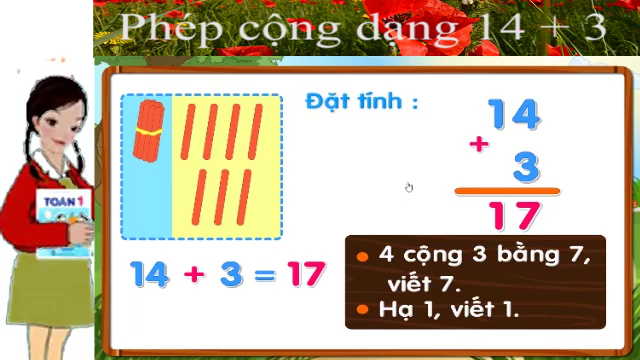 Phép cộng dạng 14 + 3
Đặt tính :
14
+
3
17
14 + 3 = 17
4 cộng 3 bằng 7,
viết 7.
Hạ 1, viết 1.
TOÁN 1